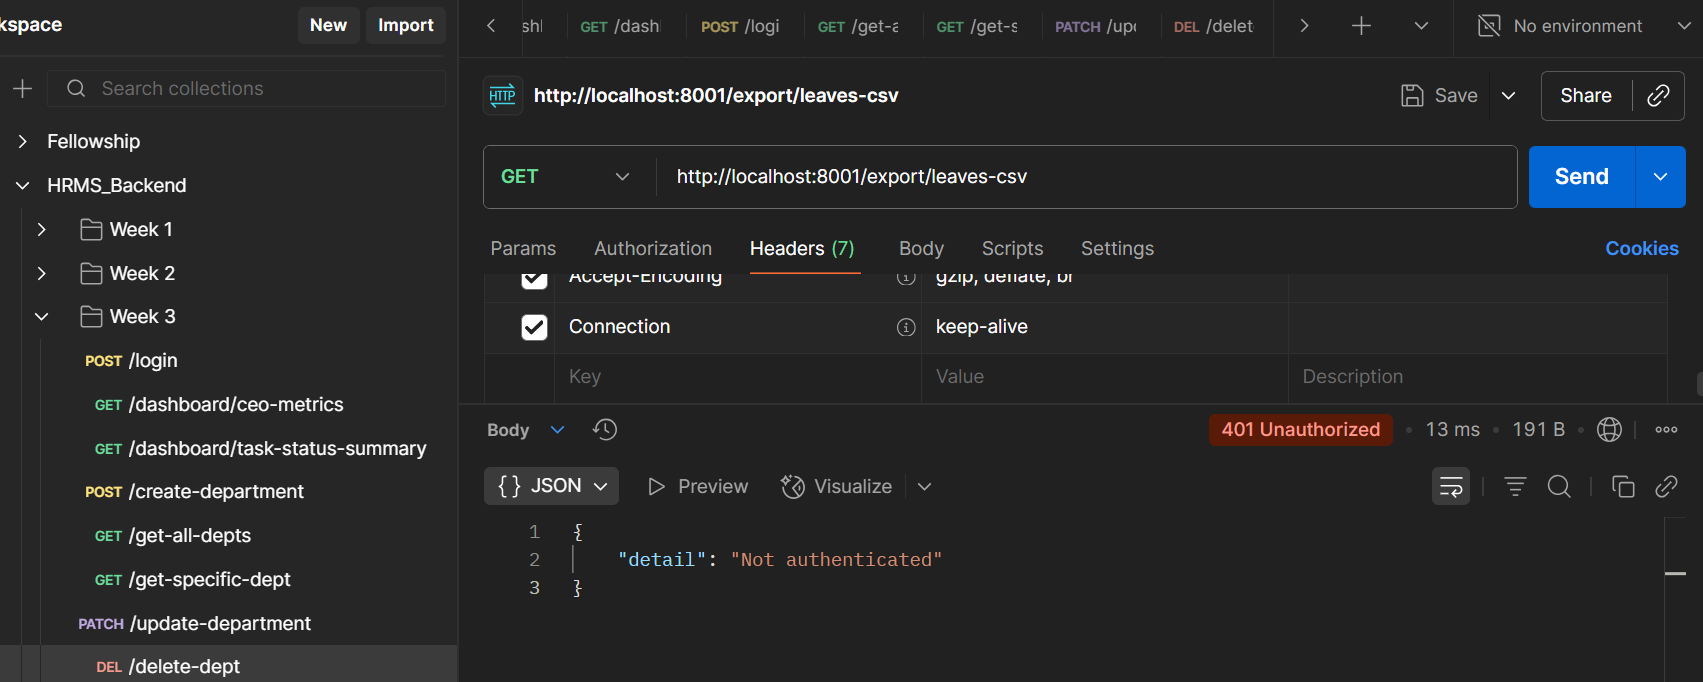 kspace
New
Import
Search collections
Fellowship
HRMS_Backend
Week 1
Week 2
Week 3
POST /login
GET /dashboard/ceo-metrics
GET /dashboard/task-status-summary
POST /create-department
GET /get-all-depts
GET /get-specific-dept
PATCH /update-department
DEL /delete-dept
GET /dash
POST /logi
GET /get-a
GET /get-s
PATCH /upd
DEL /delet
No environment
HTTP
http://localhost:8001/export/leaves-csv
Save
Share
GET
http://localhost:8001/export/leaves-csv
Send
Params
Authorization
Headers (7)
Body
Scripts
Settings
Cookies
Accept-Encoding
gzip, deflate, br
Connection
keep-alive
Key
Value
Description
Body
401 Unauthorized
13 ms
191 B
{} JSON
Preview
Visualize
1 {
2 "detail": "Not authenticated"
3 }